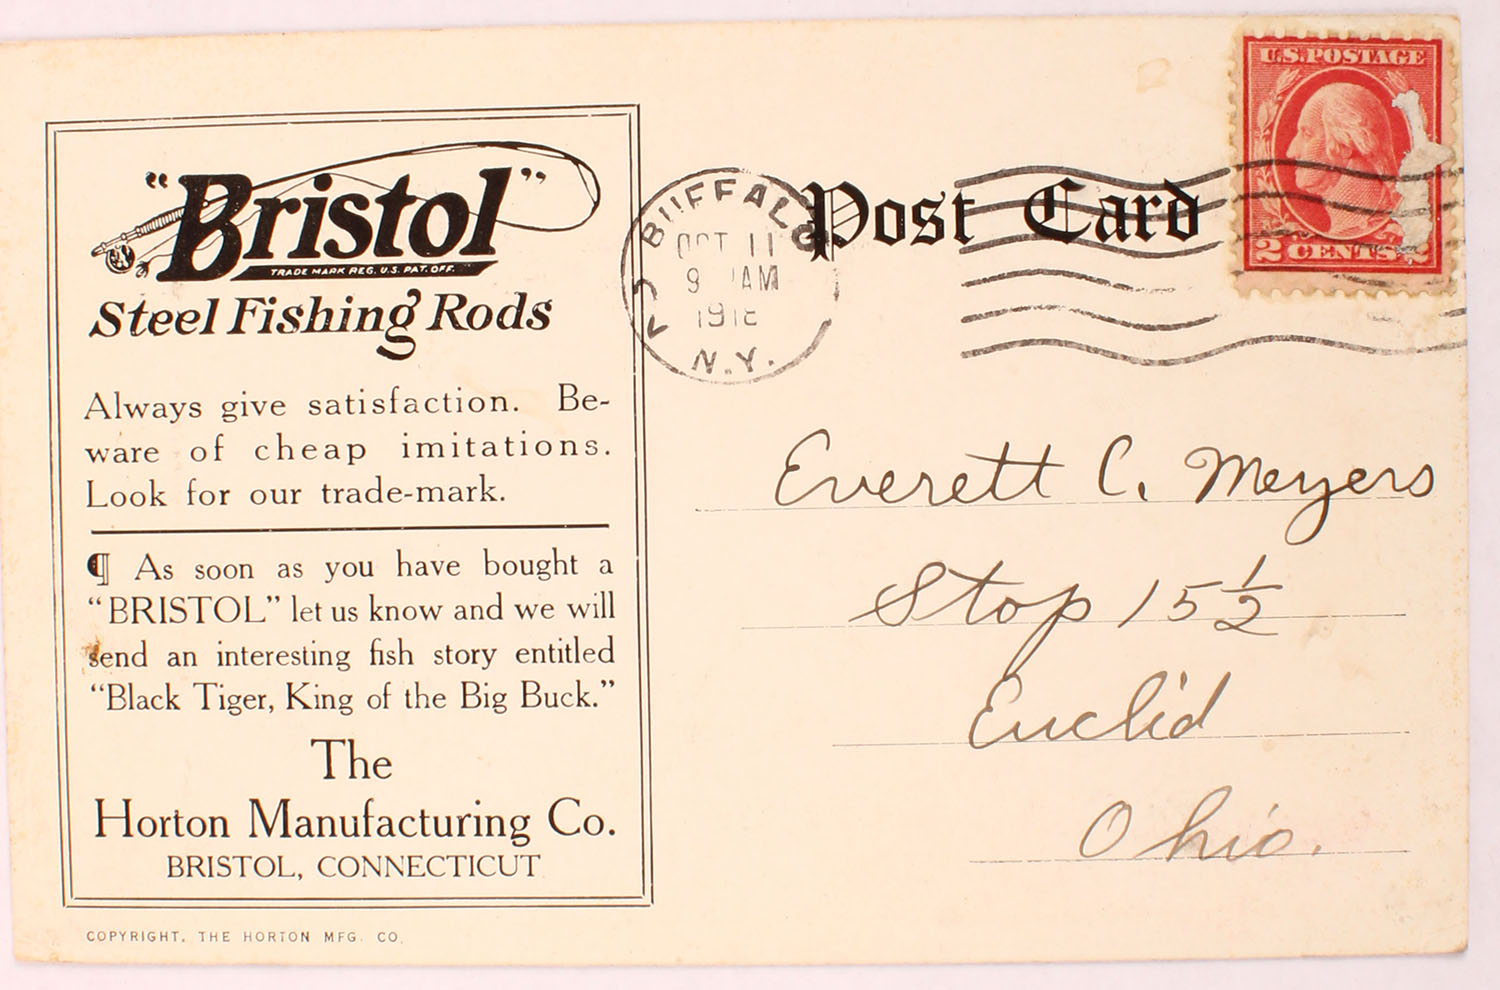 "Bristol"
TRADE MARK REG. U.S. PAT. OFF.
Steel Fishing Rods
Always give satisfaction. Be-
ware of cheap imitations.
Look for our trade-mark.
¶ As soon as you have bought a
"BRISTOL" let us know and we will
send an interesting fish story entitled
"Black Tiger, King of the Big Buck."
The
Horton Manufacturing Co.
BRISTOL, CONNECTICUT
COPYRIGHT, THE HORTON MFG. CO.
BUFFALO
OCT 11
9 AM
N.Y.
Post Card
U.S. POSTAGE
2 CENTS 2
Everett C. Meyers
Stop 15½
Euclid
Ohio.